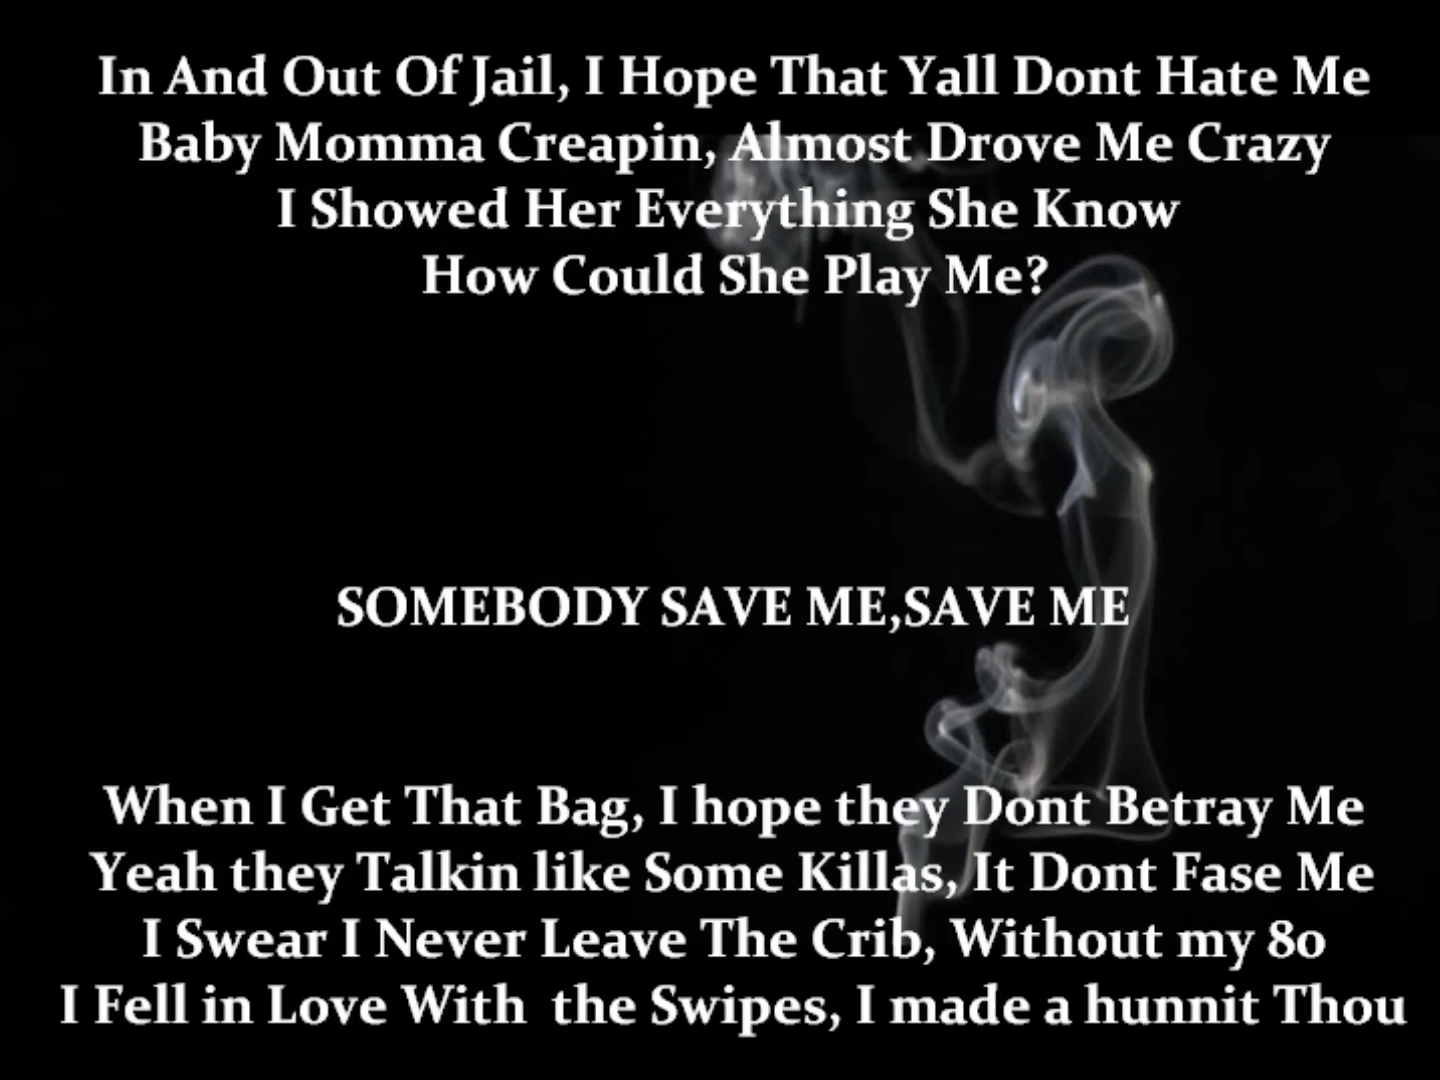 In And Out Of Jail, I Hope That Yall Dont Hate Me
Baby Momma Creapin, Almost Drove Me Crazy
I Showed Her Everything She Know
How Could She Play Me?
SOMEBODY SAVE ME,SAVE ME
When I Get That Bag, I hope they Dont Betray Me
Yeah they Talkin like Some Killas, It Dont Fase Me
I Swear I Never Leave The Crib, Without my 80
I Fell in Love With  the Swipes, I made a hunnit Thou